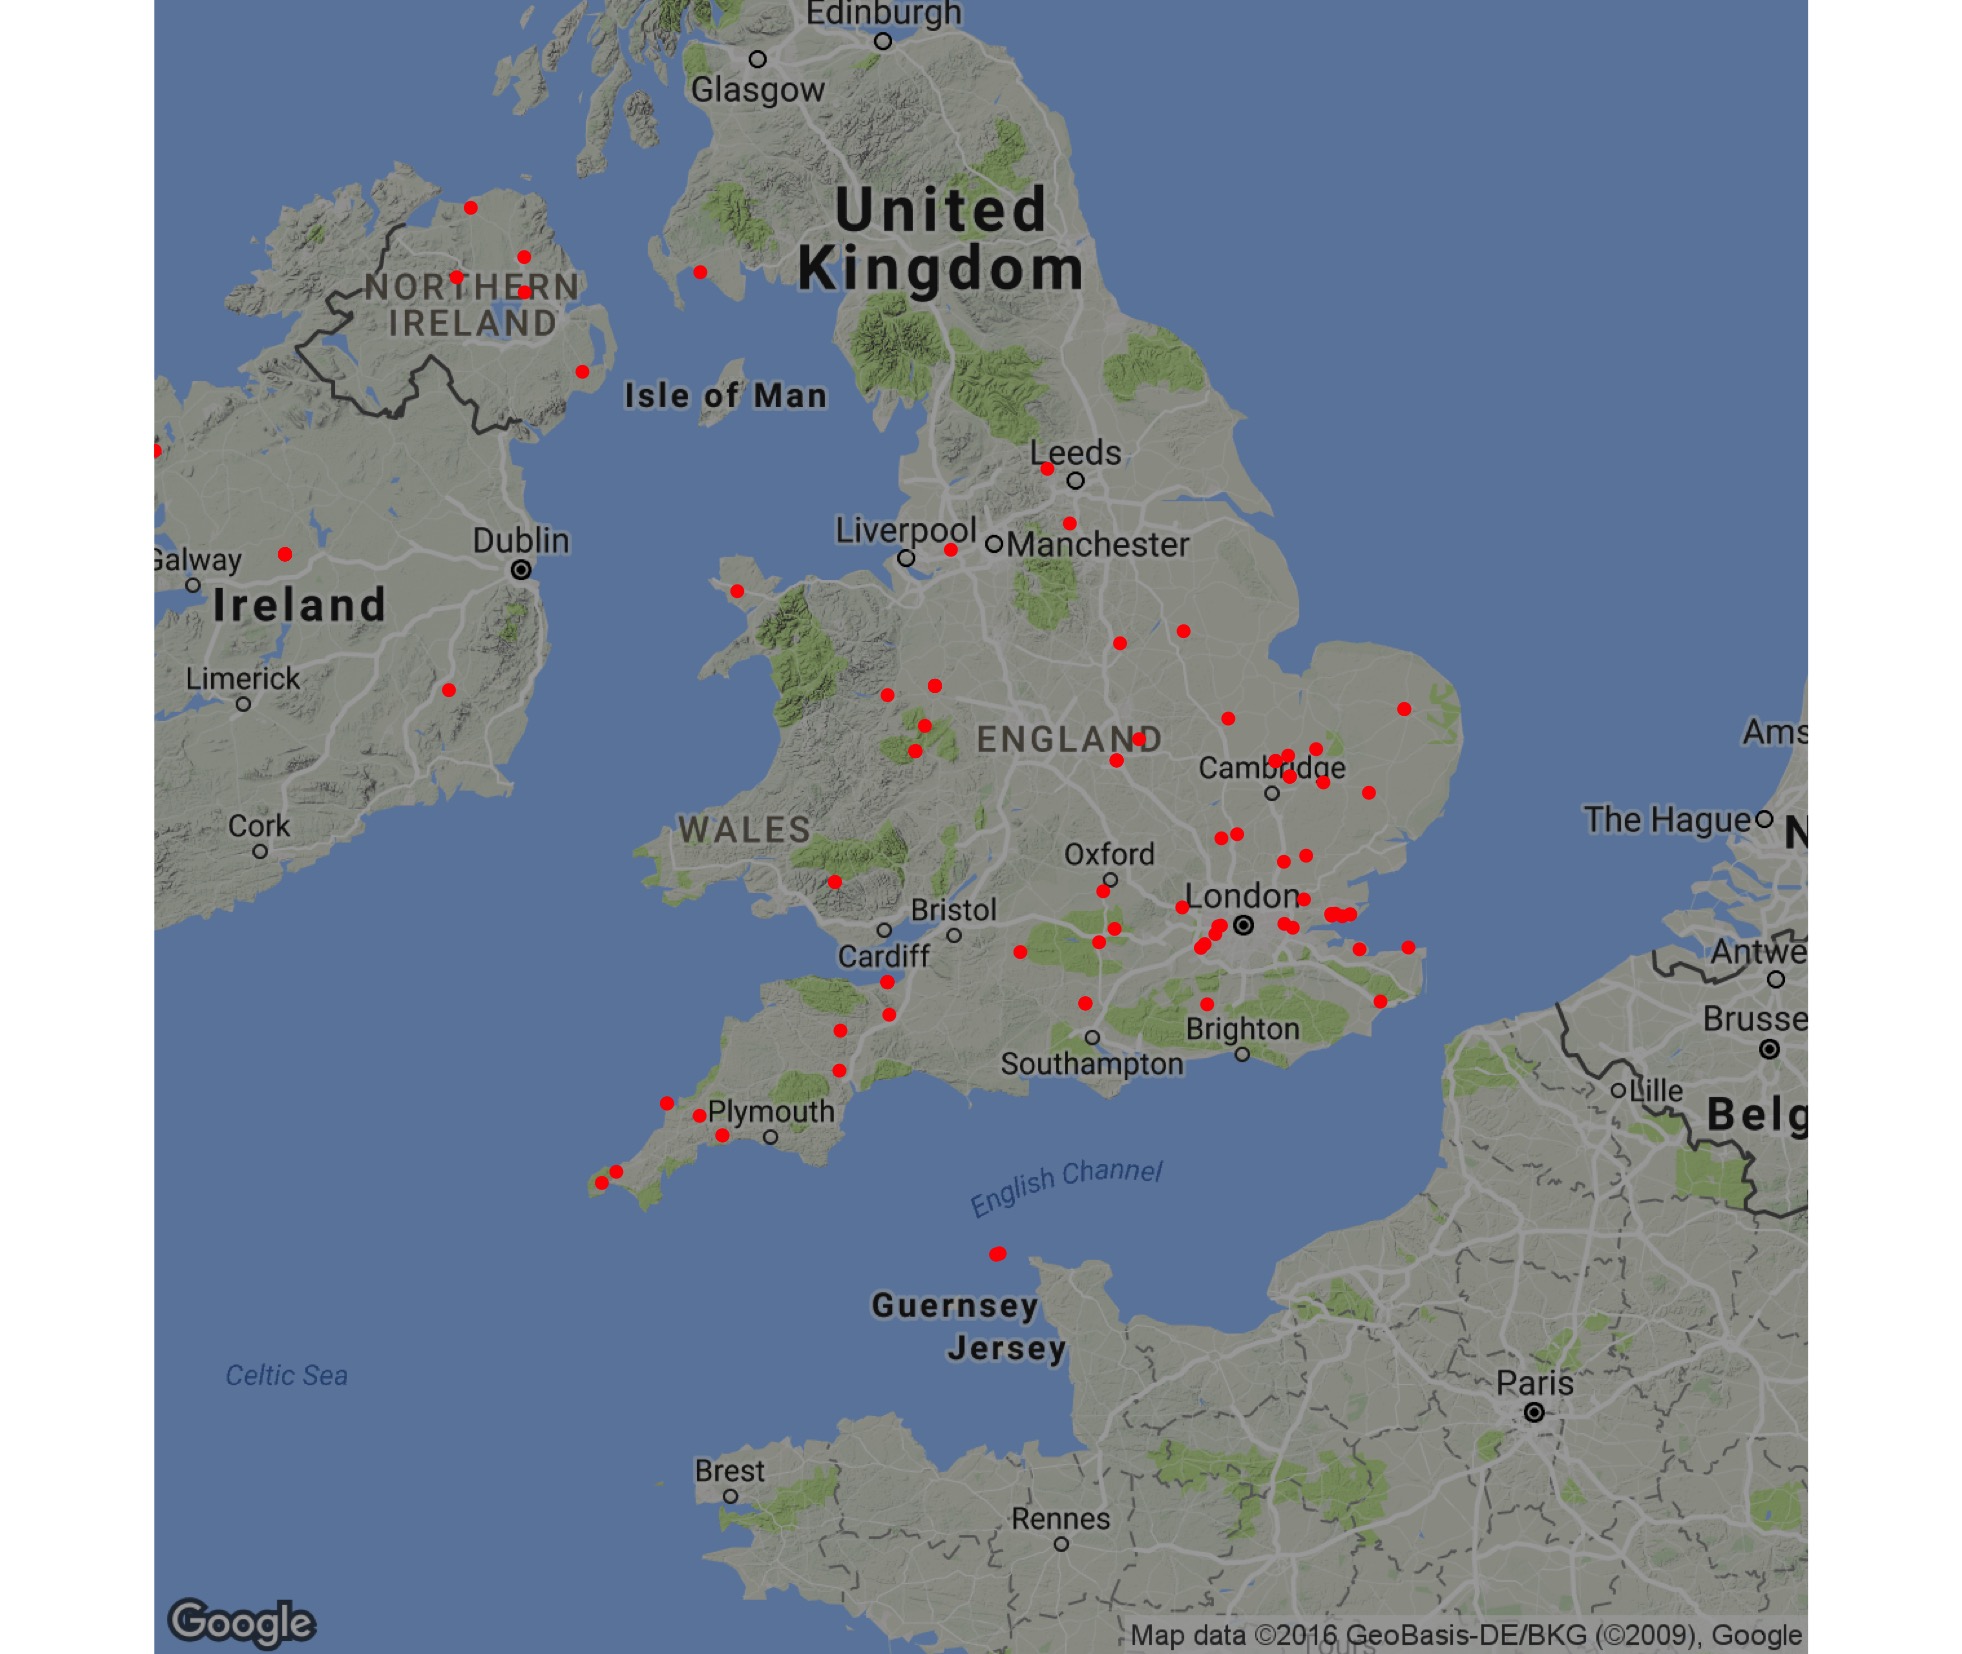 Edinburgh
Glasgow
United
Kingdom
NORTHERN
IRELAND
Isle of Man
Leeds
Liverpool
Manchester
Dublin
Galway
Ireland
Limerick
ENGLAND
Cambridge
Ams
The Hague
N
Cork
WALES
Oxford
London
Bristol
Cardiff
Antwe
Brusse
Brighton
Southampton
Lille
Belg
Plymouth
English Channel
Guernsey
Jersey
Celtic Sea
Paris
Brest
Rennes
Tours
Google
Map data ©2016 GeoBasis-DE/BKG (©2009), Google